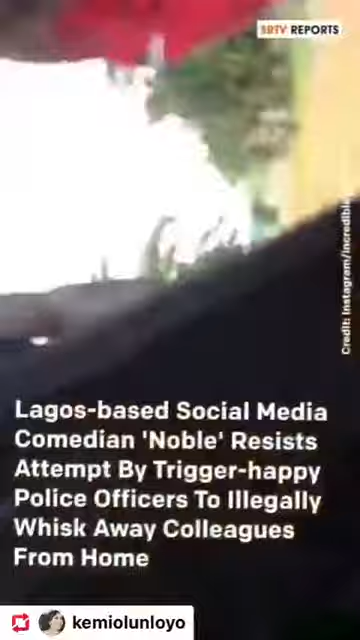 SBTV REPORTS
Credit: Instagram/incredible
Lagos-based Social Media
Comedian 'Noble' Resists
Attempt By Trigger-happy
Police Officers To Illegally
Whisk Away Colleagues
From Home
kemiolunloyo